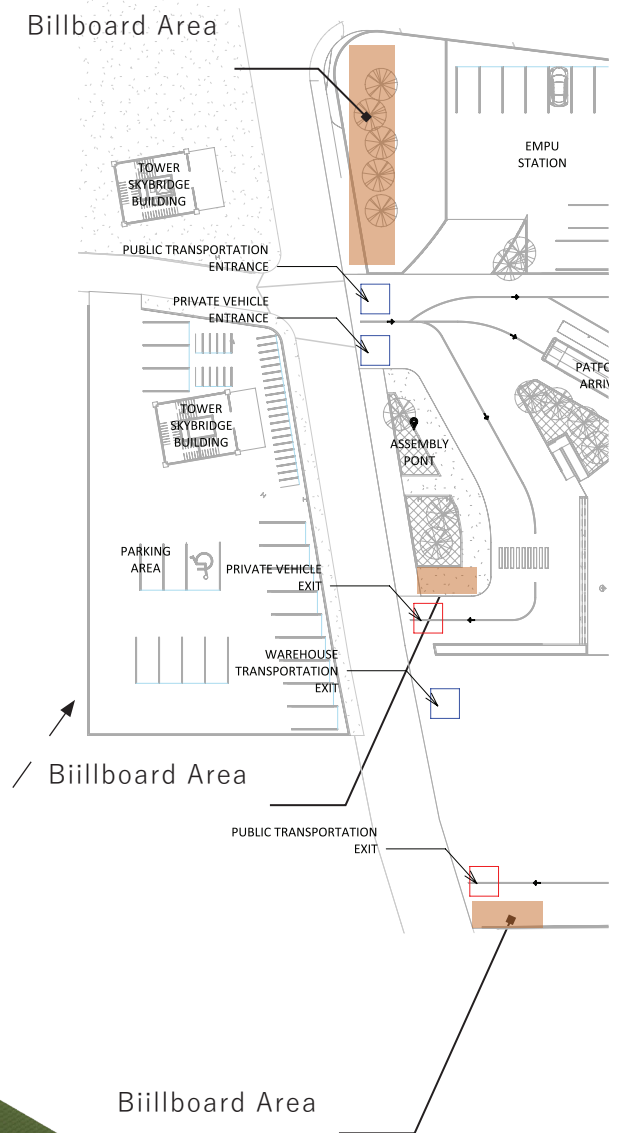 Billboard Area
EMPU
STATION
TOWER
SKYBRIDGE
BUILDING
PUBLIC TRANSPORTATION
ENTRANCE
PRIVATE VEHICLE
ENTRANCE
TOWER
SKYBRIDGE
BUILDING
ASSEMBLY
PONT
PARKING
AREA
PRIVATE VEHICLE
EXIT
WAREHOUSE
TRANSPORTATION
EXIT
Biillboard Area
PUBLIC TRANSPORTATION
EXIT
Biillboard Area